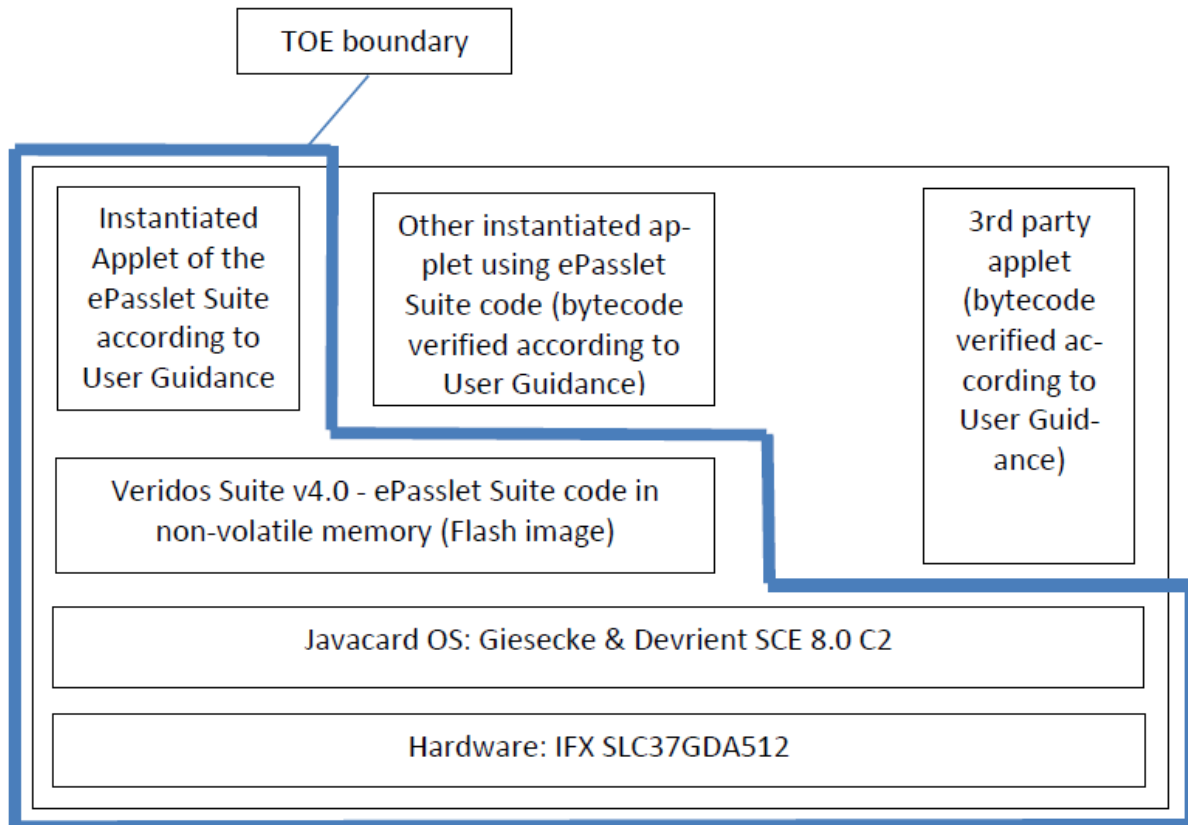 TOE boundary
Instantiated
Applet of the
ePasslet Suite
according to
User Guidance
Other instantiated ap-
plet using ePasslet
Suite code (bytecode
verified according to
User Guidance)
3rd party
applet
(bytecode
verified ac-
cording to
User Guid-
ance)
Veridos Suite v4.0 - ePasslet Suite code in
non-volatile memory (Flash image)
Javacard OS: Giesecke & Devrient SCE 8.0 C2
Hardware: IFX SLC37GDA512